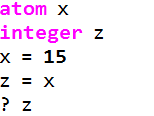 atom x
integer z
x = 15
z = x
? z